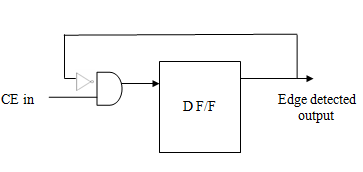 CE in
D F/F
Edge detected
output